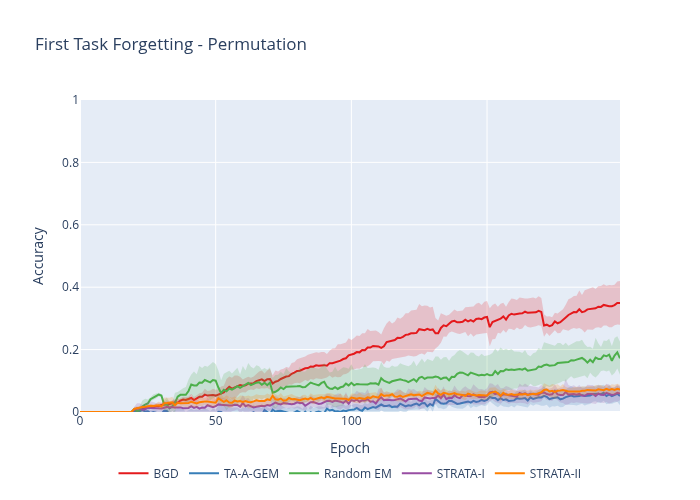 First Task Forgetting - Permutation
1
0.8
0.6
0.4
0.2
0
Accuracy
0 50 100 150
Epoch
BGD TA-A-GEM Random EM STRATA-I STRATA-II